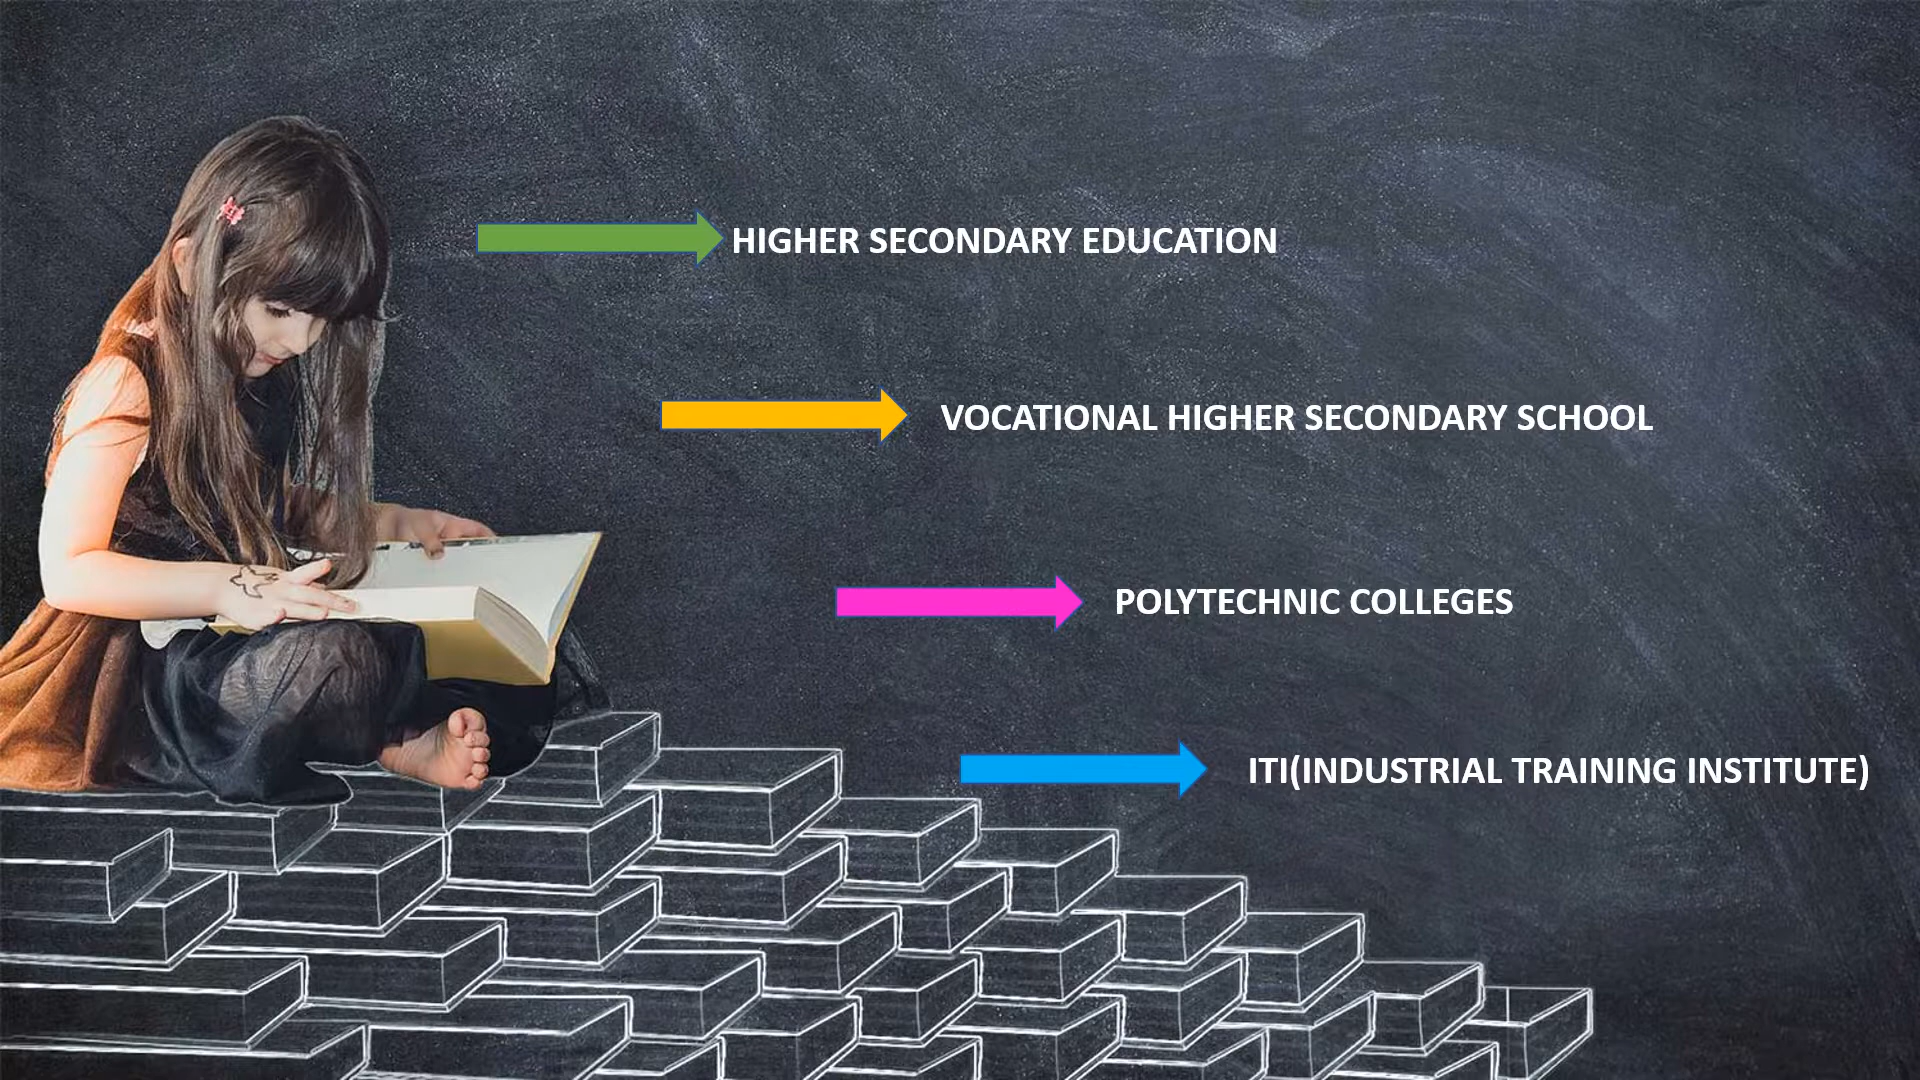 HIGHER SECONDARY EDUCATION
VOCATIONAL HIGHER SECONDARY SCHOOL
POLYTECHNIC COLLEGES
ITI(INDUSTRIAL TRAINING INSTITUTE)